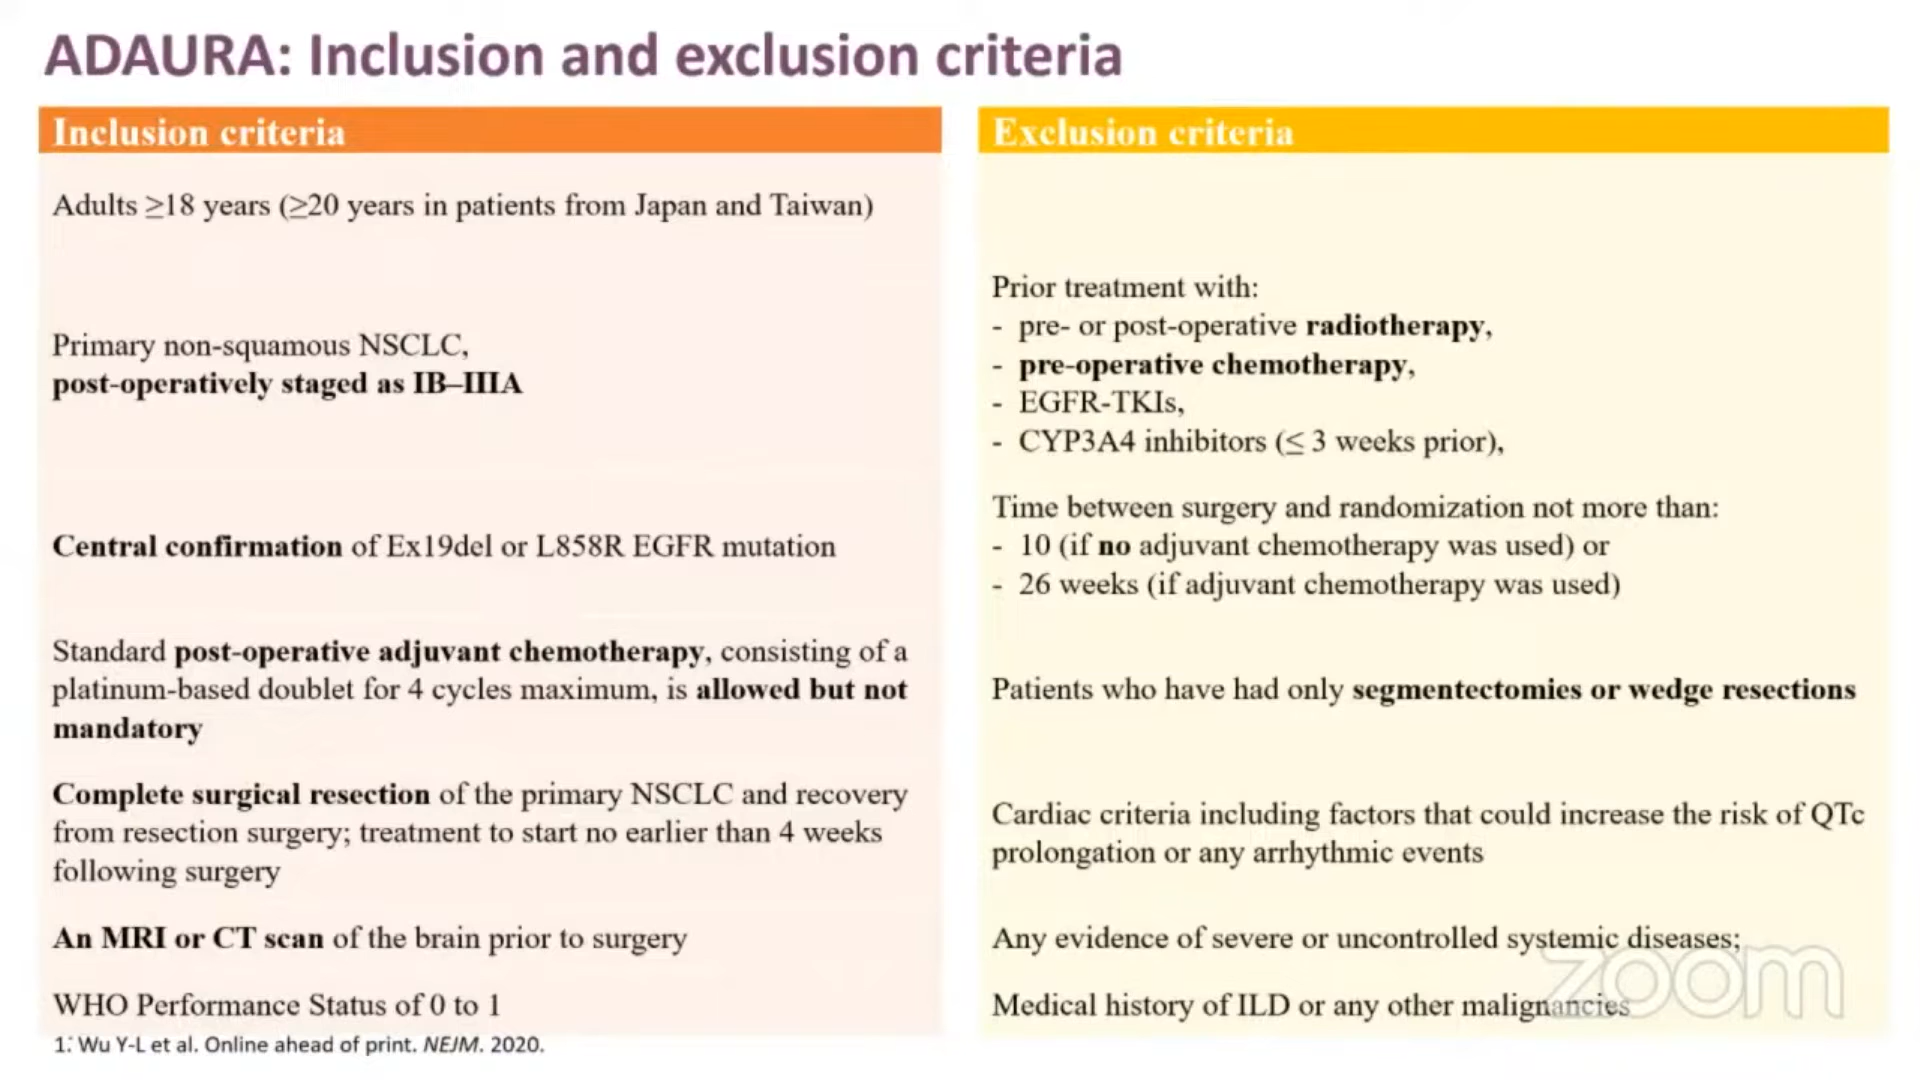 ADAURA: Inclusion and exclusion criteria
Inclusion criteria
Adults ≥18 years (≥20 years in patients from Japan and Taiwan)
Primary non-squamous NSCLC,
post-operatively staged as IB–IIIA
Central confirmation of Ex19del or L858R EGFR mutation
Standard post-operative adjuvant chemotherapy, consisting of a
platinum-based doublet for 4 cycles maximum, is allowed but not
mandatory
Complete surgical resection of the primary NSCLC and recovery
from resection surgery; treatment to start no earlier than 4 weeks
following surgery
An MRI or CT scan of the brain prior to surgery
WHO Performance Status of 0 to 1
Exclusion criteria
Prior treatment with:
- pre- or post-operative radiotherapy,
- pre-operative chemotherapy,
- EGFR-TKIs,
- CYP3A4 inhibitors (≤ 3 weeks prior),
Time between surgery and randomization not more than:
- 10 (if no adjuvant chemotherapy was used) or
- 26 weeks (if adjuvant chemotherapy was used)
Patients who have had only segmentectomies or wedge resections
Cardiac criteria including factors that could increase the risk of QTc
prolongation or any arrhythmic events
Any evidence of severe or uncontrolled systemic diseases;
Medical history of ILD or any other malignancies
zoom
1. Wu Y-L et al. Online ahead of print. NEJM. 2020.